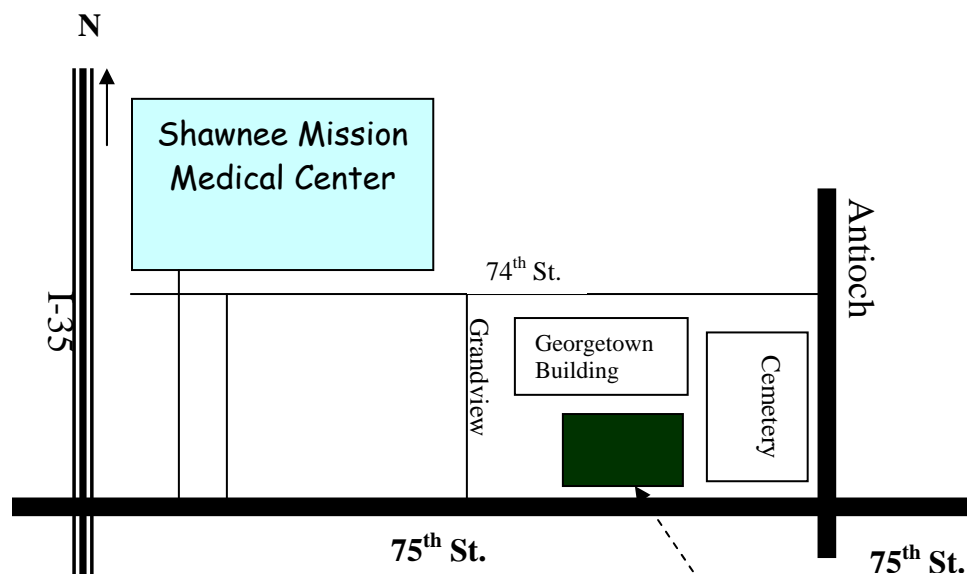 N
Shawnee Mission
Medical Center
Antioch
74th St.
I-35
Grandview
Georgetown
Building
Cemetery
75th St.
75th St.